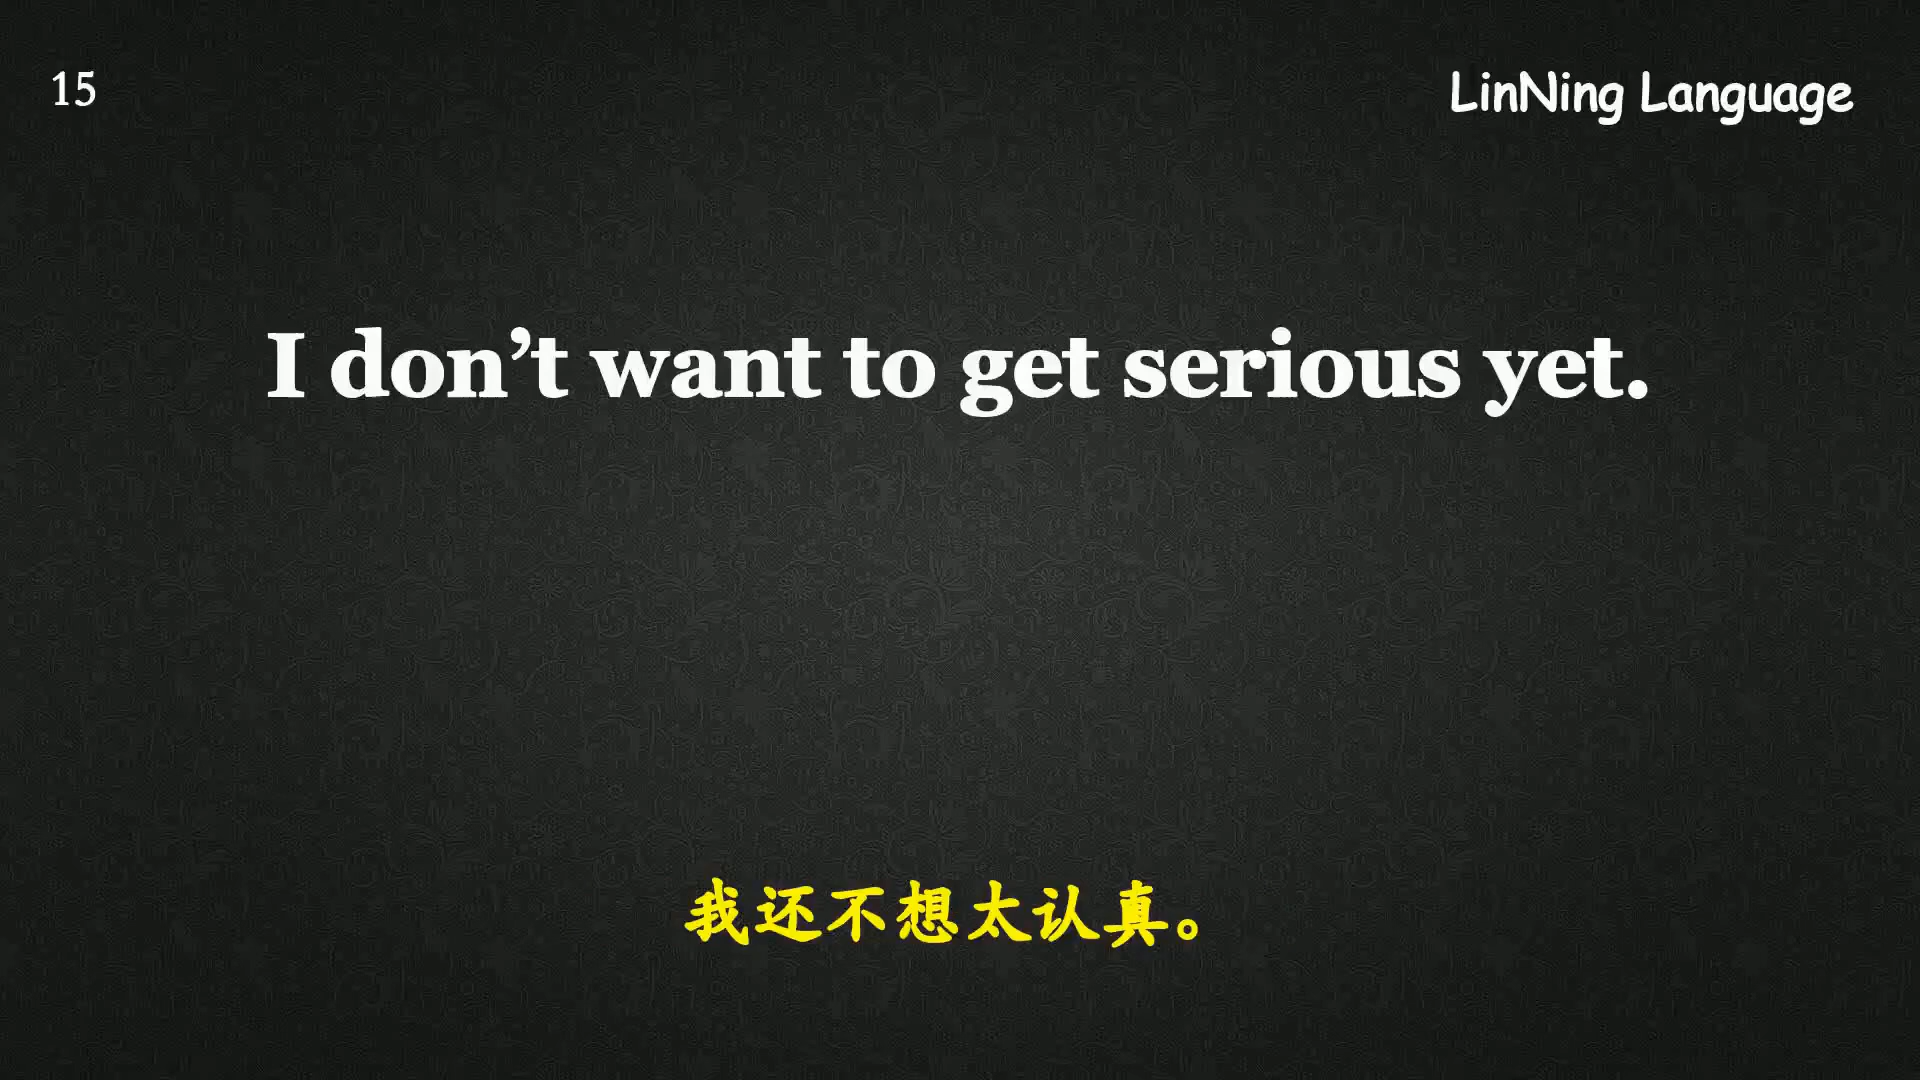 15
LinNing Language
I don’t want to get serious yet.
我还不想太认真。